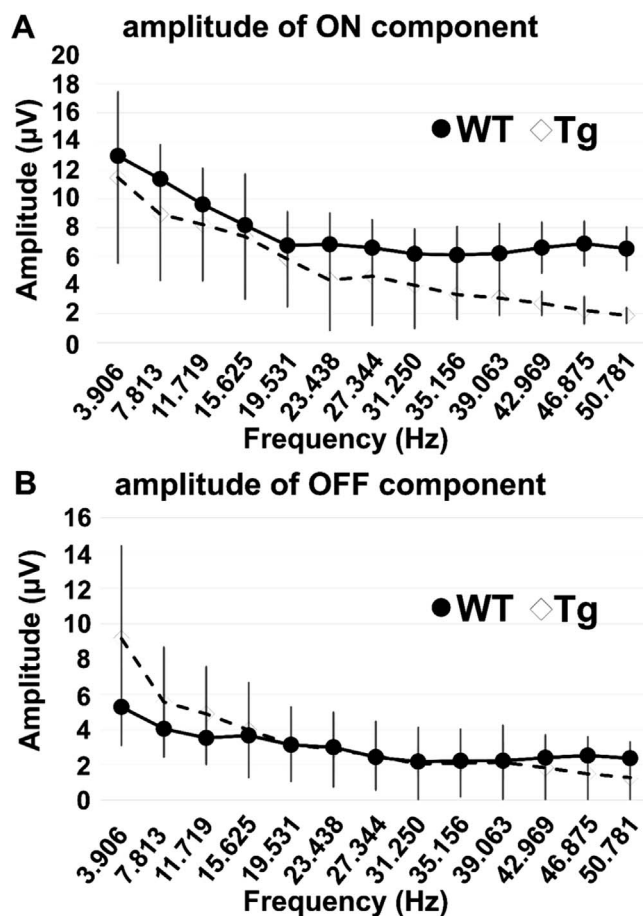 A amplitude of ON component
20
18
16
14
12
10
8
6
4
2
0
Amplitude (µV)
WT Tg
3.906 7.813 11.719 15.625 19.531 23.438 27.344 31.250 35.156 39.063 42.969 46.875 50.781
Frequency (Hz)
B amplitude of OFF component
16
14
12
10
8
6
4
2
0
Amplitude (µV)
WT Tg
3.906 7.813 11.719 15.625 19.531 23.438 27.344 31.250 35.156 39.063 42.969 46.875 50.781
Frequency (Hz)